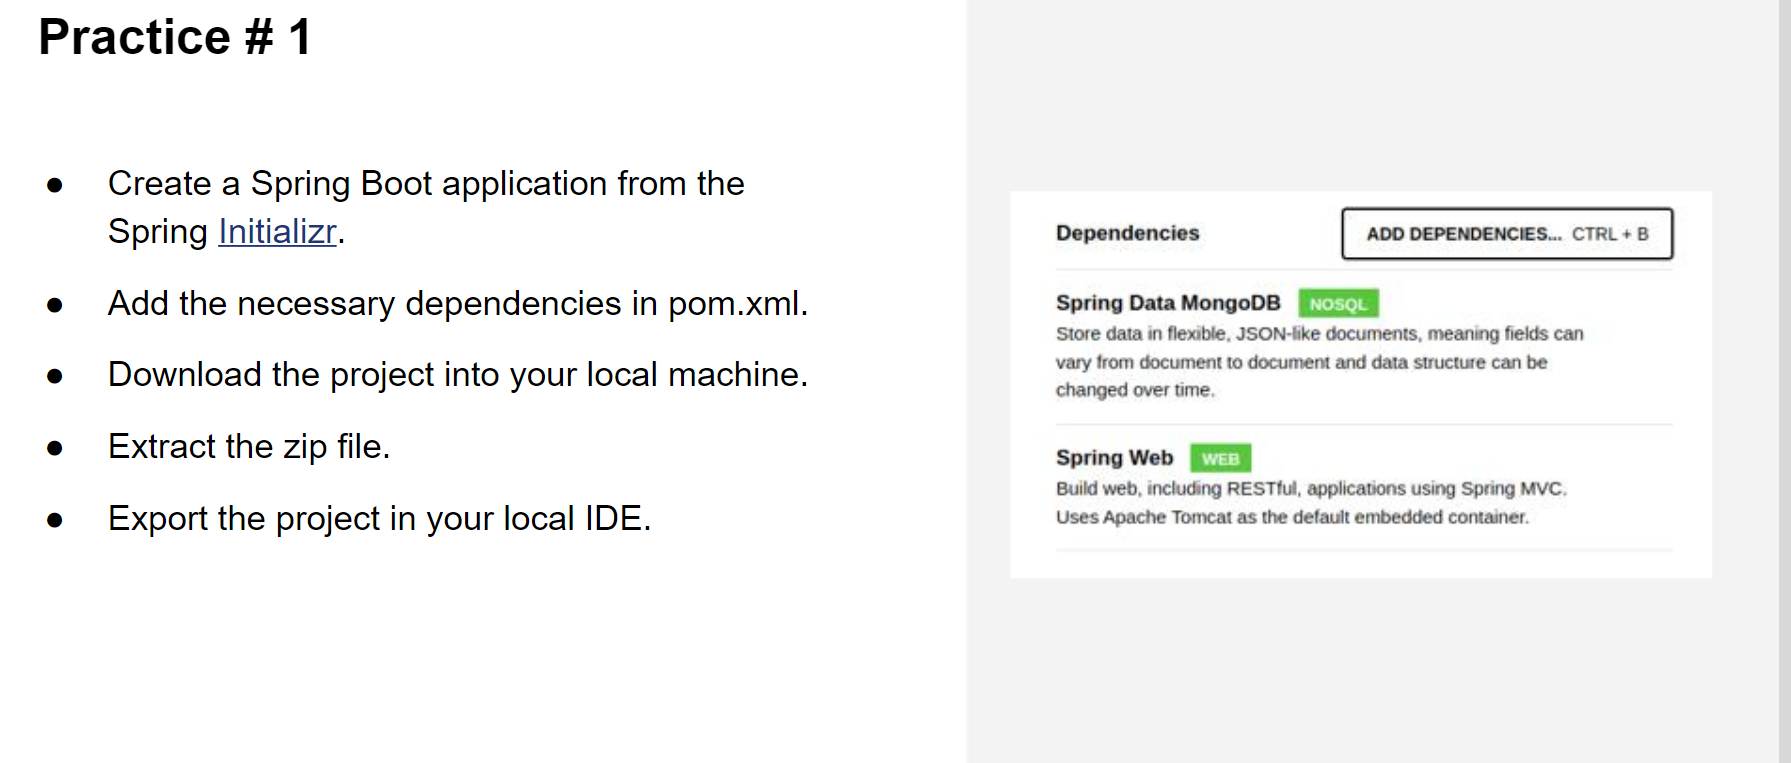 Practice # 1
● Create a Spring Boot application from the
Spring Initializr.
● Add the necessary dependencies in pom.xml.
● Download the project into your local machine.
● Extract the zip file.
● Export the project in your local IDE.
Dependencies
ADD DEPENDENCIES... CTRL + B
Spring Data MongoDB NOSQL
Store data in flexible, JSON-like documents, meaning fields can
vary from document to document and data structure can be
changed over time.
Spring Web WEB
Build web, including RESTful, applications using Spring MVC.
Uses Apache Tomcat as the default embedded container.